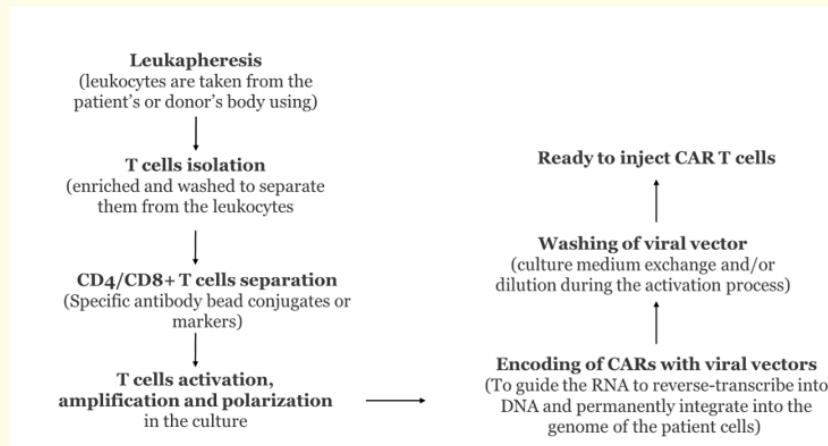 Leukapheresis
(leukocytes are taken from the
patient's or donor's body using)
T cells isolation
(enriched and washed to separate
them from the leukocytes
CD4/CD8+ T cells separation
(Specific antibody bead conjugates or
markers)
T cells activation,
amplification and polarization
in the culture
Encoding of CARs with viral vectors
(To guide the RNA to reverse-transcribe into
DNA and permanently integrate into the
genome of the patient cells)
Washing of viral vector
(culture medium exchange and/or
dilution during the activation process)
Ready to inject CAR T cells